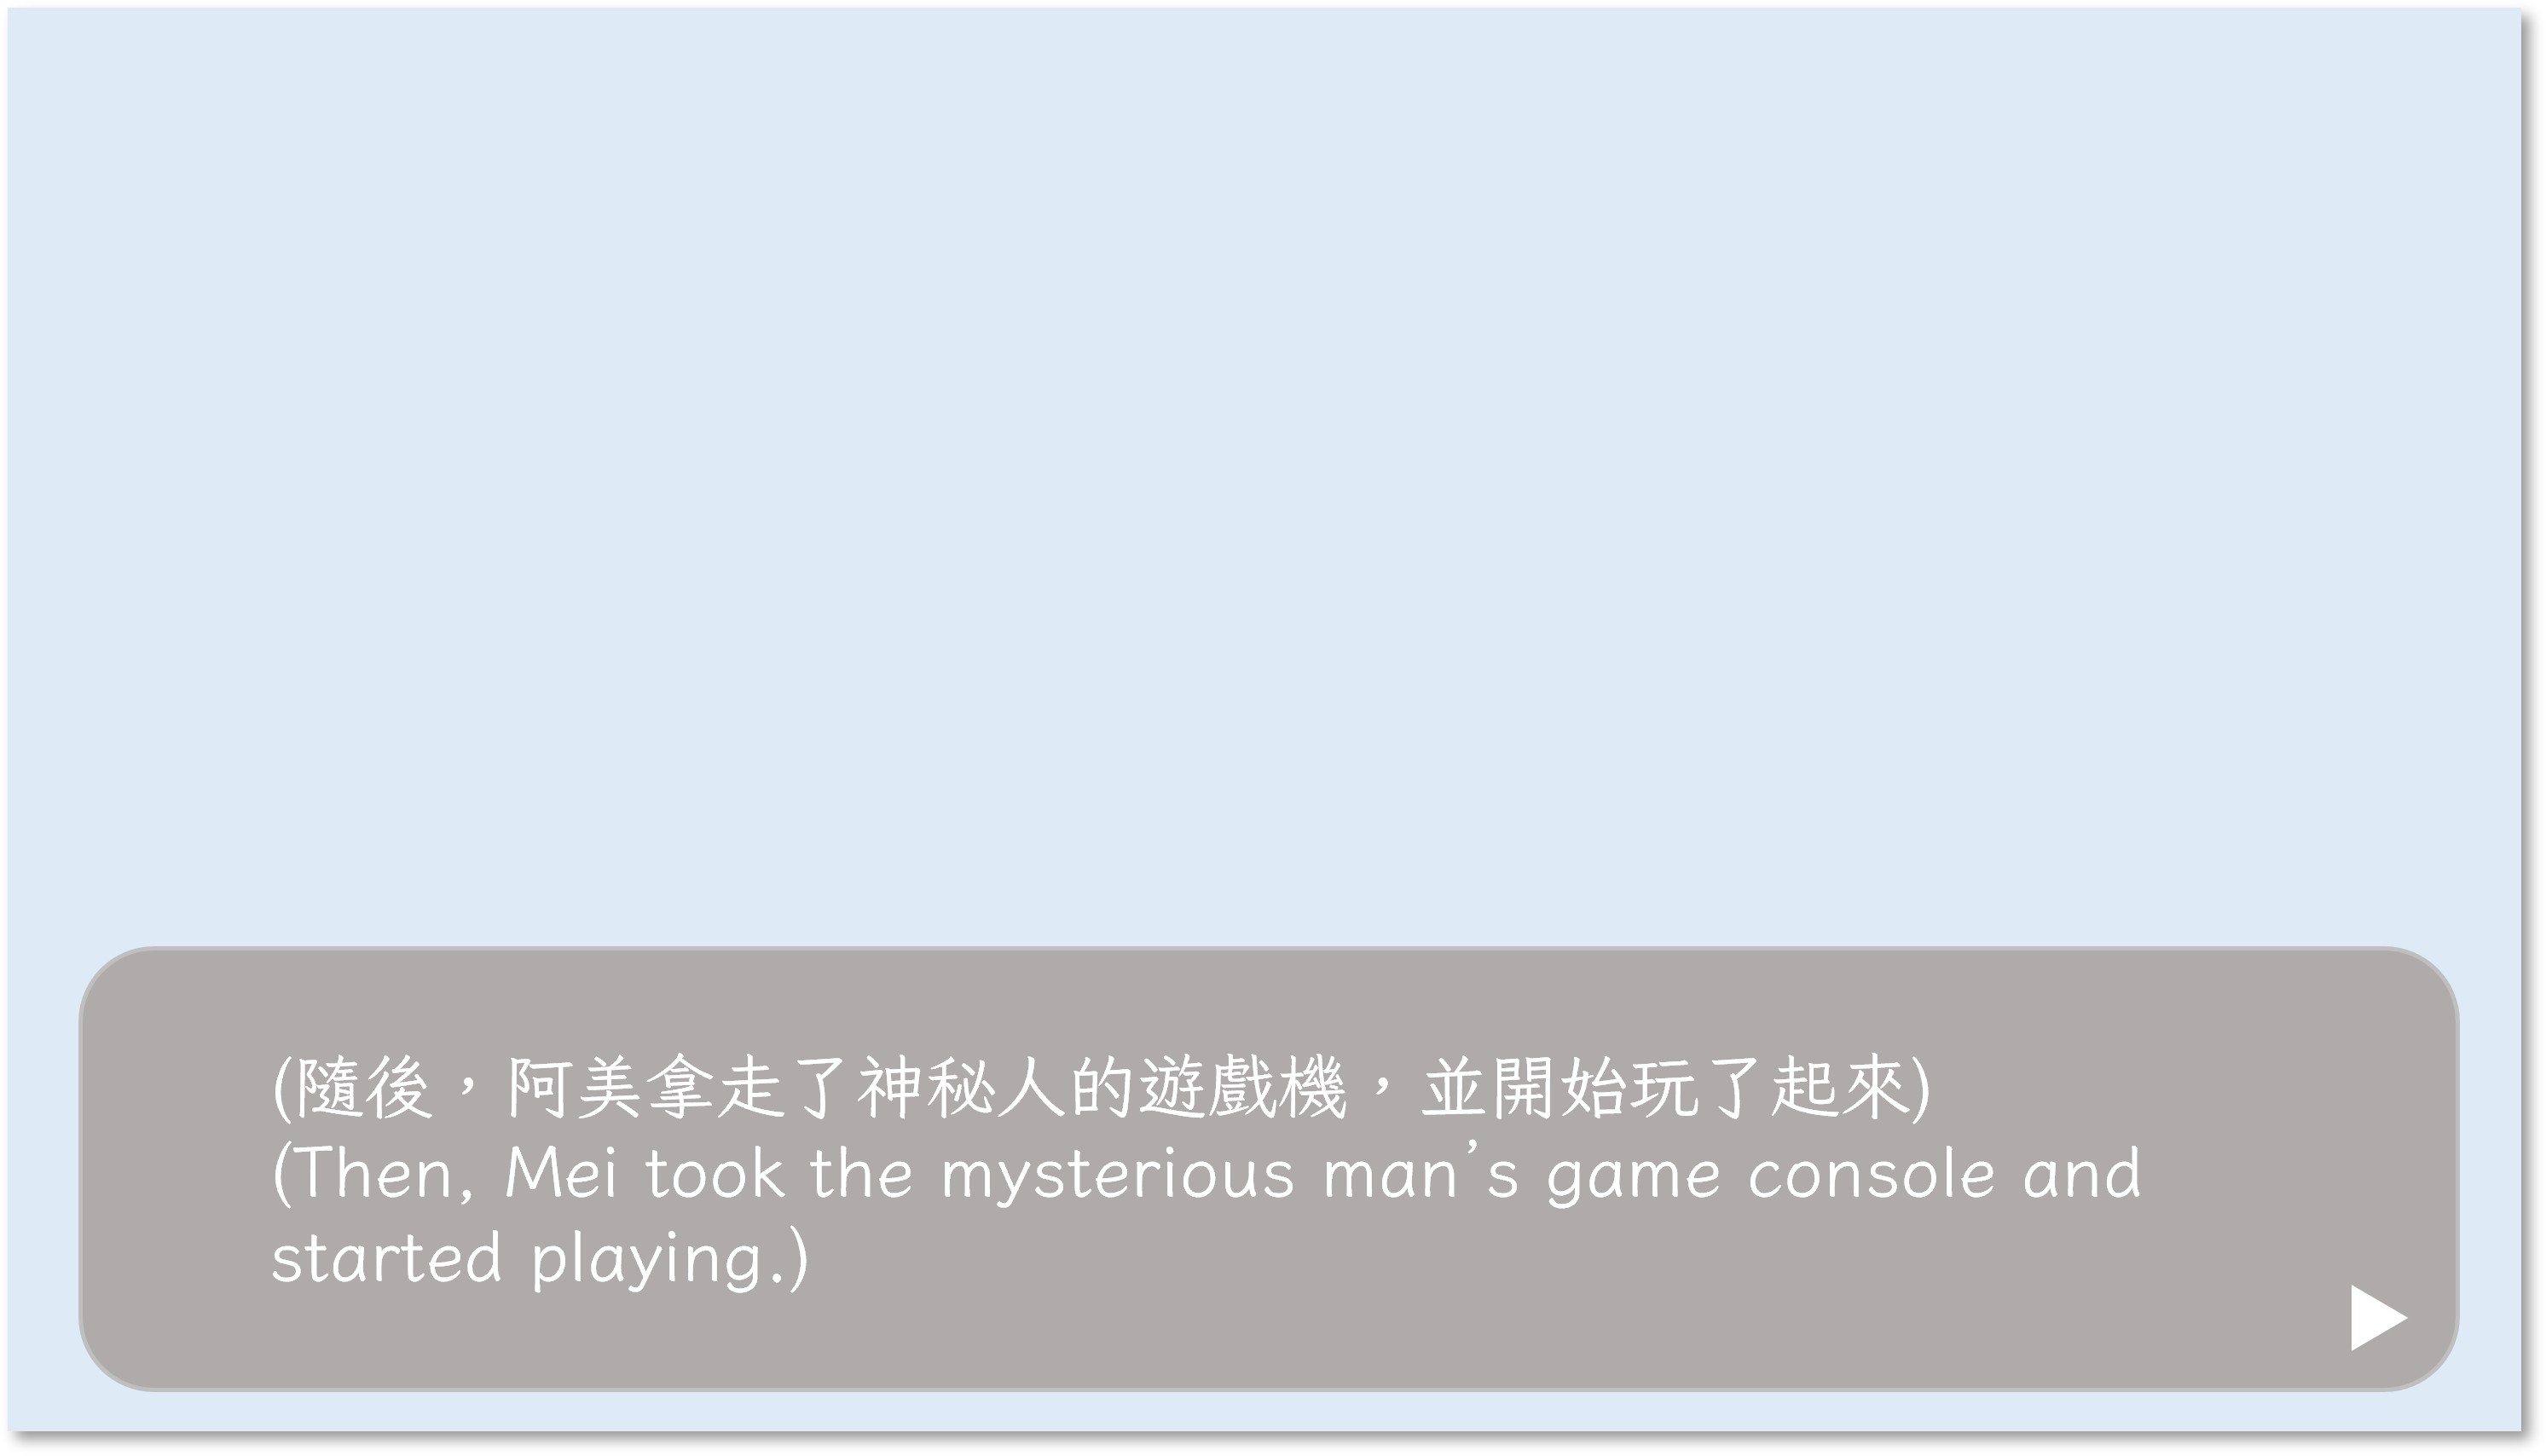 (隨後，阿美拿走了神秘人的遊戲機，並開始玩了起來)
(Then, Mei took the mysterious man’s game console and
started playing.)